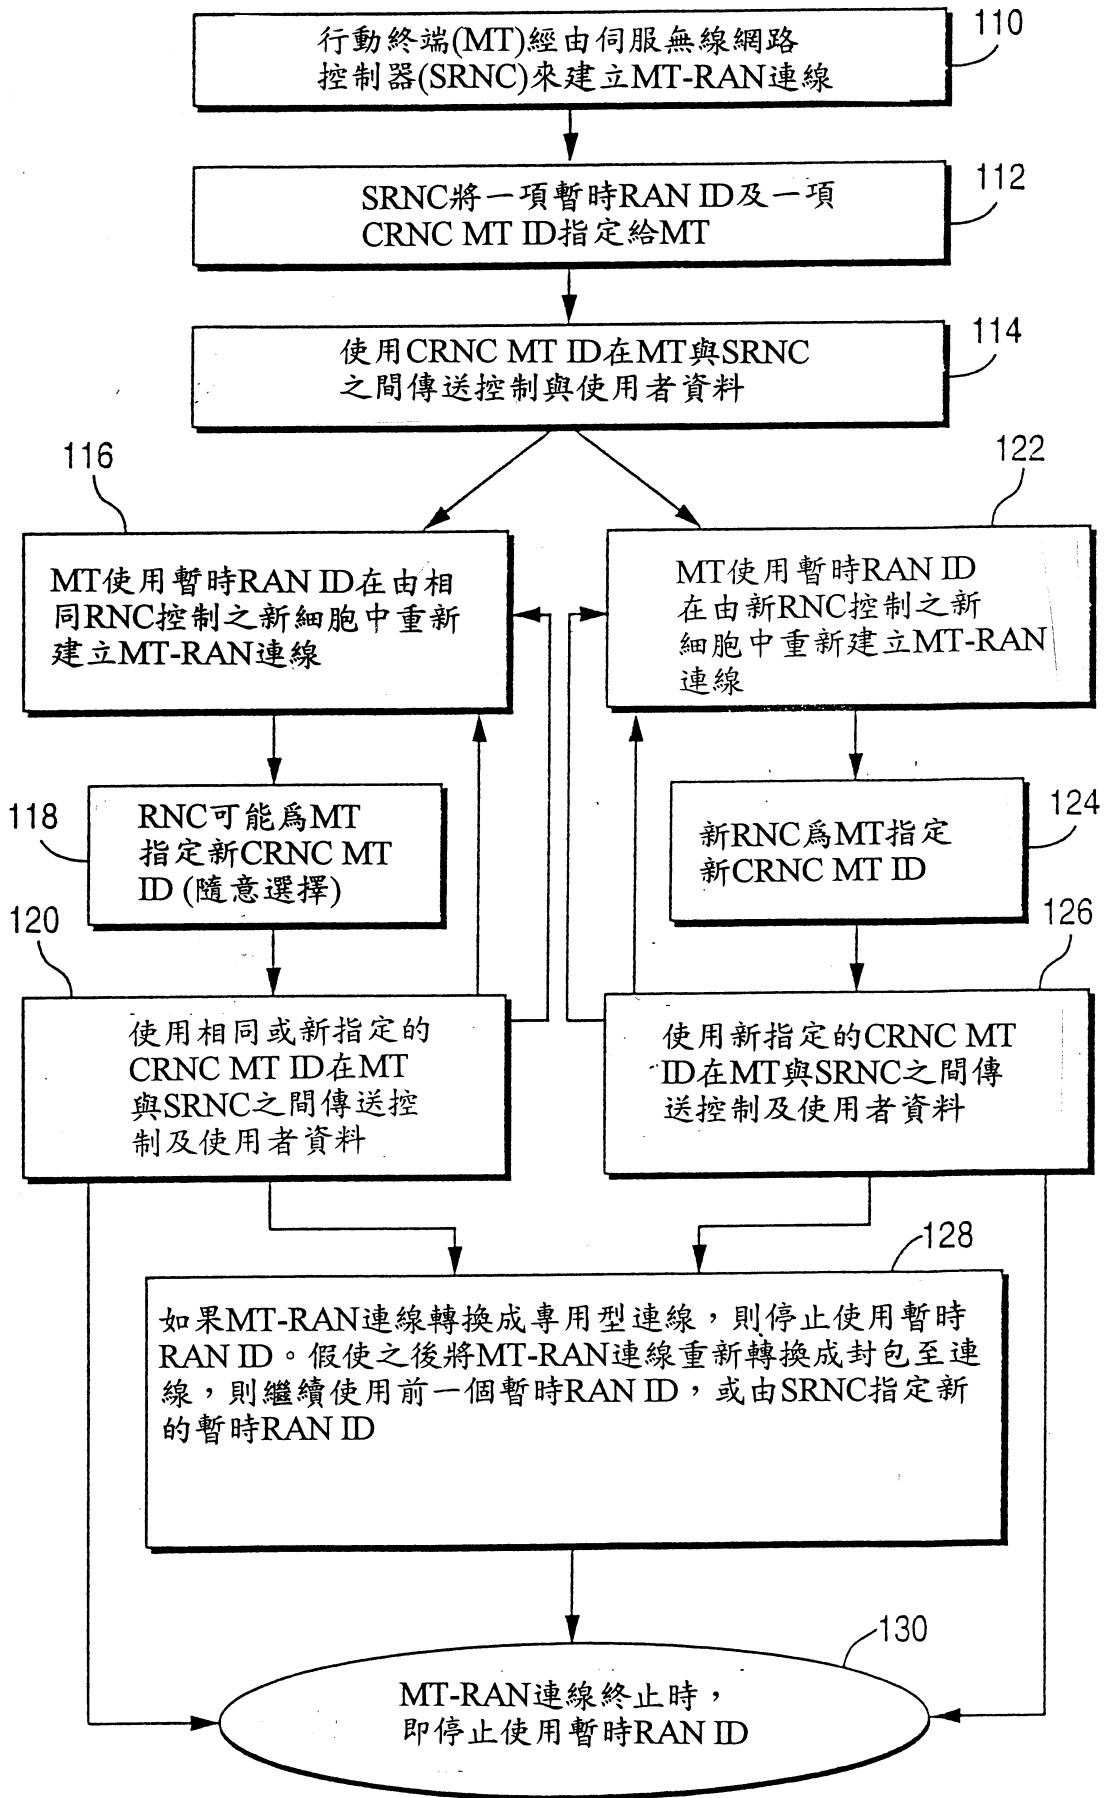 110
行動終端(MT)經由伺服無線網路
控制器(SRNC)來建立MT-RAN連線
112
SRNC將一項暫時RAN ID及一項
CRNC MT ID指定給MT
114
使用CRNC MT ID在MT與SRNC
之間傳送控制與使用者資料
116
MT使用暫時RAN ID在由相
同RNC控制之新細胞中重新
建立MT-RAN連線
122
MT使用暫時RAN ID
在由新RNC控制之新
細胞中重新建立MT-RAN
連線
118
RNC可能爲MT
指定新CRNC MT
ID (隨意選擇)
124
新RNC爲MT指定
新CRNC MT ID
120
使用相同或新指定的
CRNC MT ID在MT
與SRNC之間傳送控
制及使用者資料
126
使用新指定的CRNC MT
ID在MT與SRNC之間傳
送控制及使用者資料
128
如果MT-RAN連線轉換成專用型連線，則停止使用暫時
RAN ID。假使之後將MT-RAN連線重新轉換成封包至連
線，則繼續使用前一個暫時RAN ID，或由SRNC指定新
的暫時RAN ID
130
MT-RAN連線終止時，
即停止使用暫時RAN ID